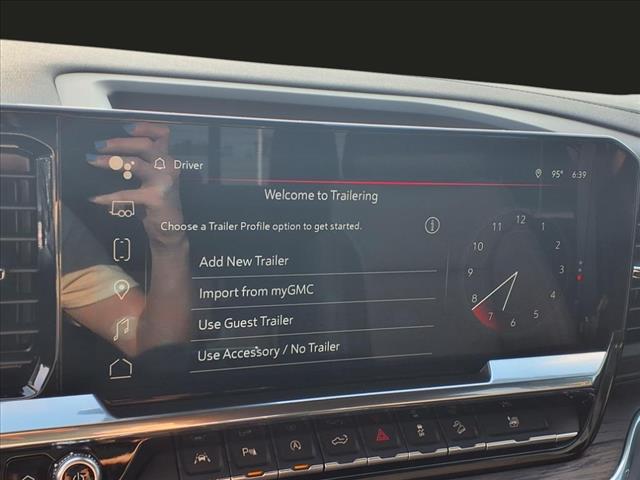 Driver
95° 6:39
Welcome to Trailering
Choose a Trailer Profile option to get started.
Add New Trailer
Import from myGMC
Use Guest Trailer
Use Accessory / No Trailer
12
11 1
10 2
9 3
8 4
7 5
6